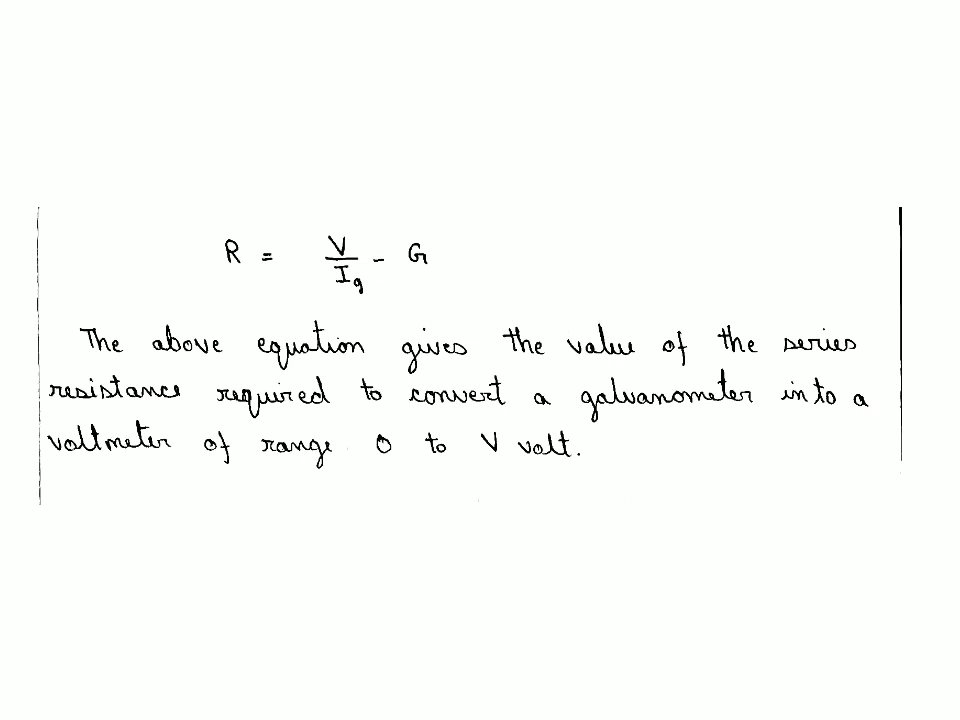 R = V/Ig - G
The above equation gives the value of the series
resistance required to convert a galvanometer into a
voltmeter of range 0 to V volt.